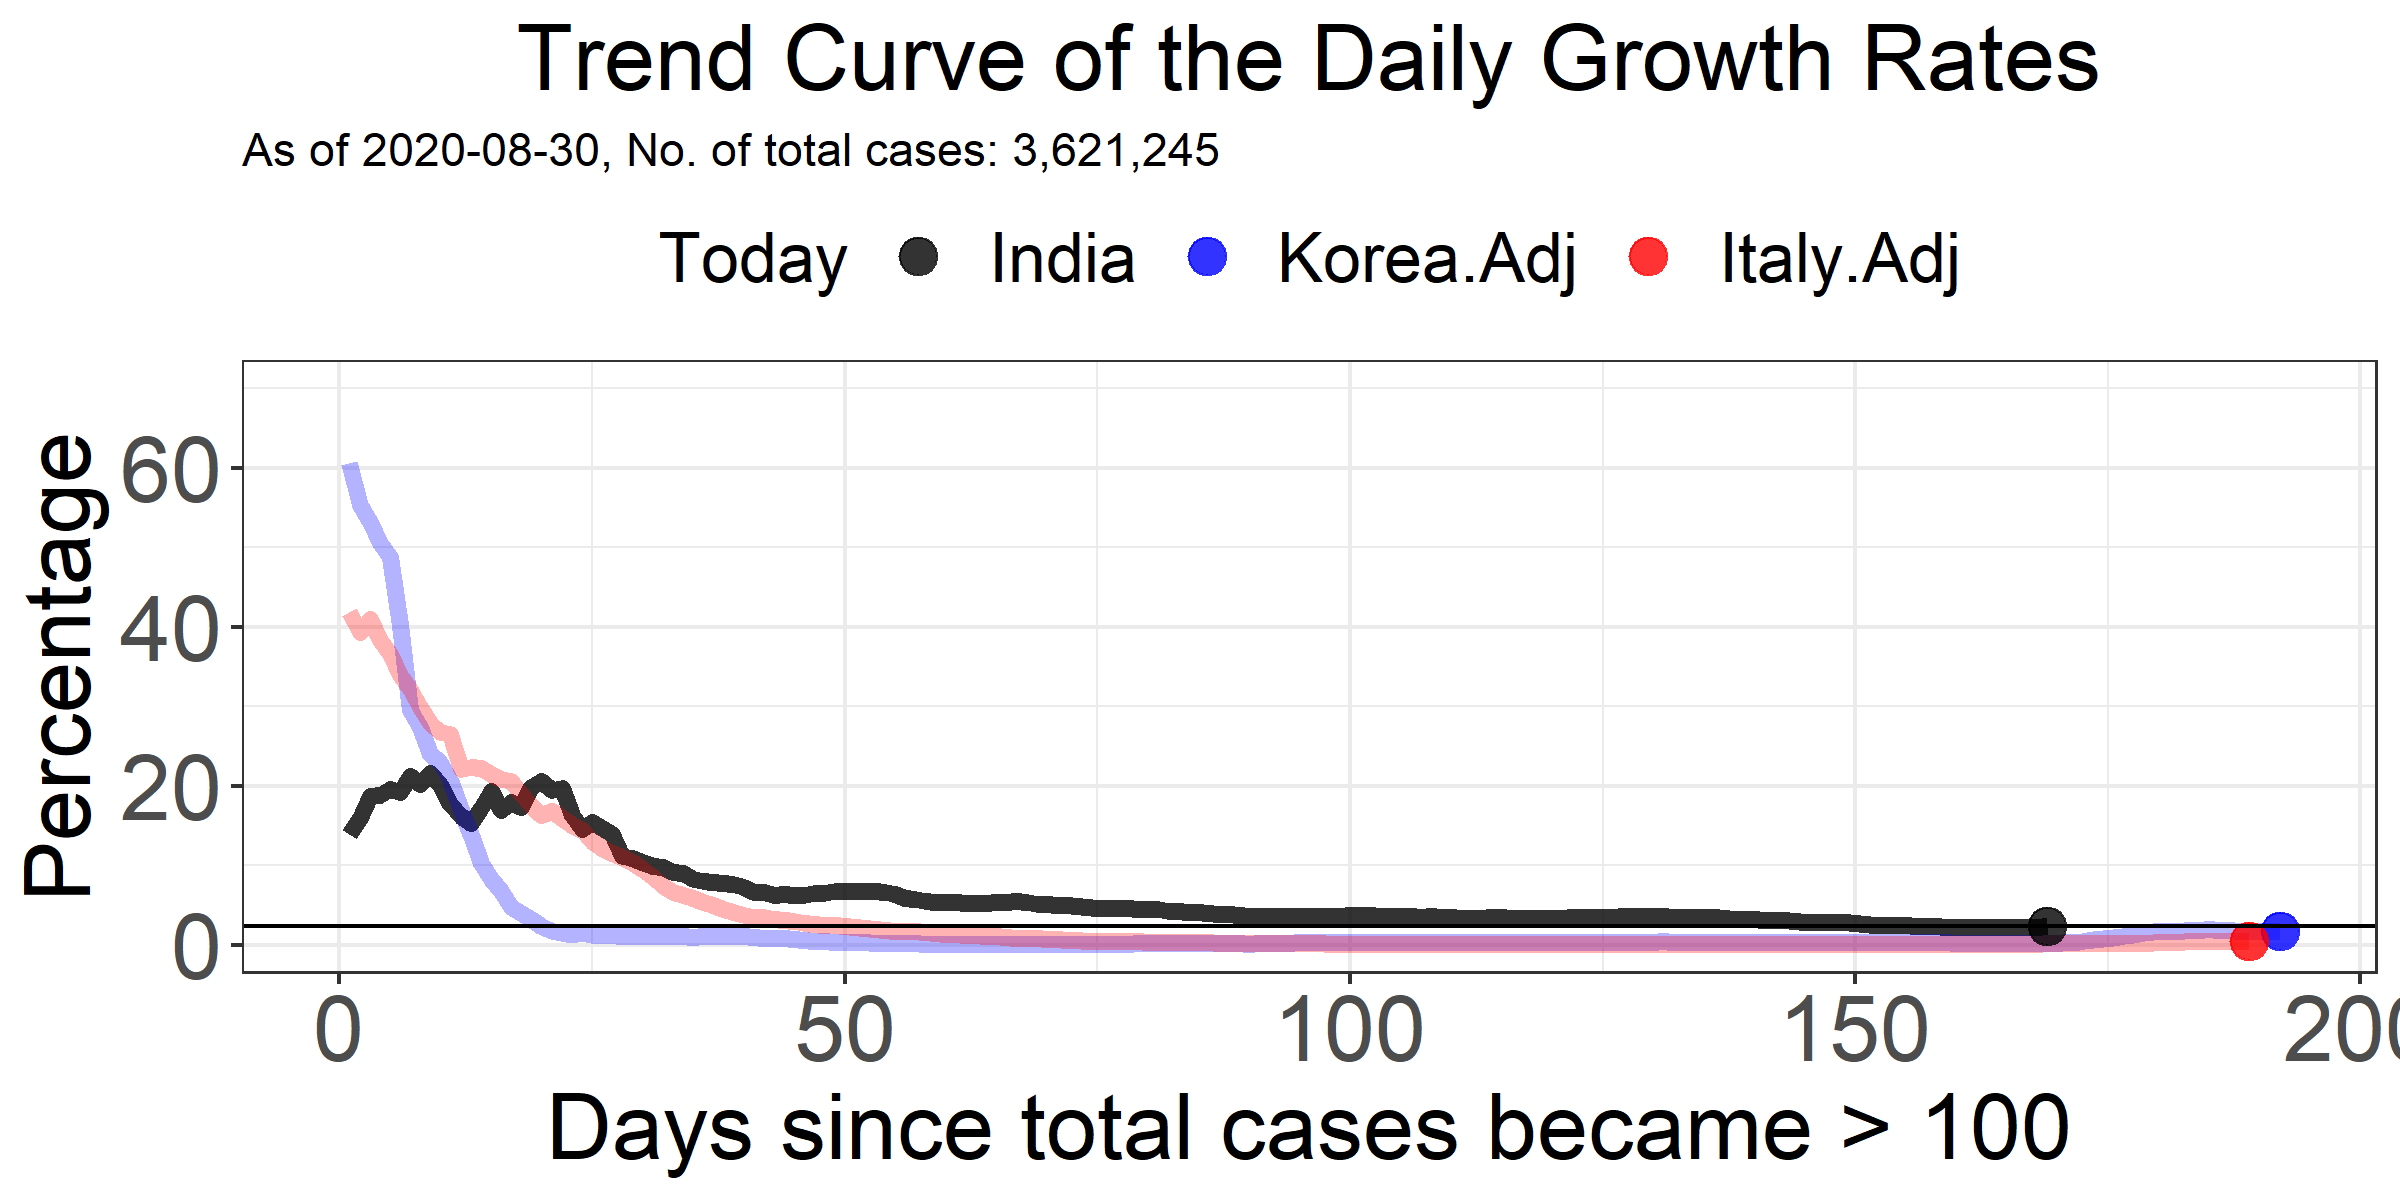 Trend Curve of the Daily Growth Rates
As of 2020-08-30, No. of total cases: 3,621,245
Today India Korea.Adj Italy.Adj
Percentage
60
40
20
0
0 50 100 150 200
Days since total cases became > 100